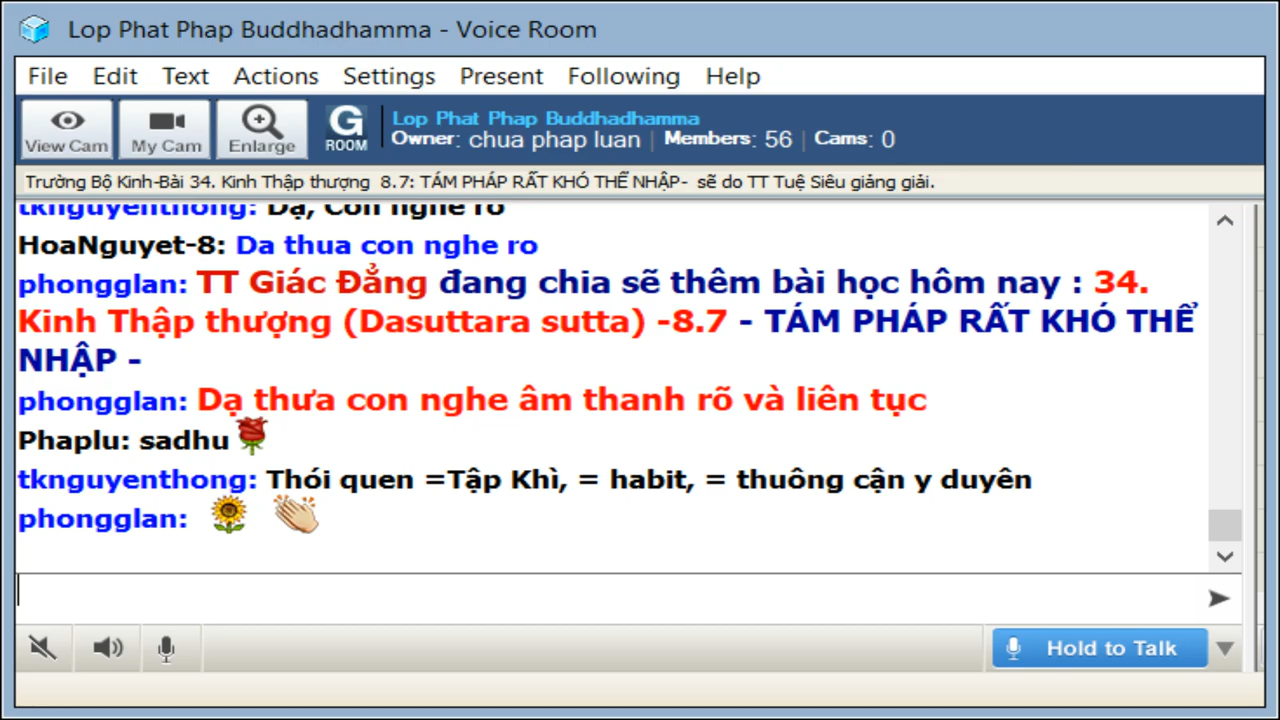 Lop Phat Phap Buddhadhamma - Voice Room
File Edit Text Actions Settings Present Following Help
View Cam My Cam Enlarge G ROOM
Lop Phat Phap Buddhadhamma
Owner: chua phap luan | Members: 56 | Cams: 0
Trường Bộ Kinh-Bài 34. Kinh Thập thượng 8.7: TÁM PHÁP RẤT KHÓ THỂ NHẬP- sẽ do TT Tuệ Siêu giảng giải.
tknguyenthong: Dạ, Con nghe rõ
HoaNguyet-8: Da thua con nghe ro
phongglan: TT Giác Đẳng đang chia sẽ thêm bài học hôm nay : 34.
Kinh Thập thượng (Dasuttara sutta) -8.7 - TÁM PHÁP RẤT KHÓ THỂ
NHẬP -
phongglan: Dạ thưa con nghe âm thanh rõ và liên tục
Phaplu: sadhu
tknguyenthong: Thói quen =Tập Khì, = habit, = thuông cận y duyên
phongglan:
Hold to Talk